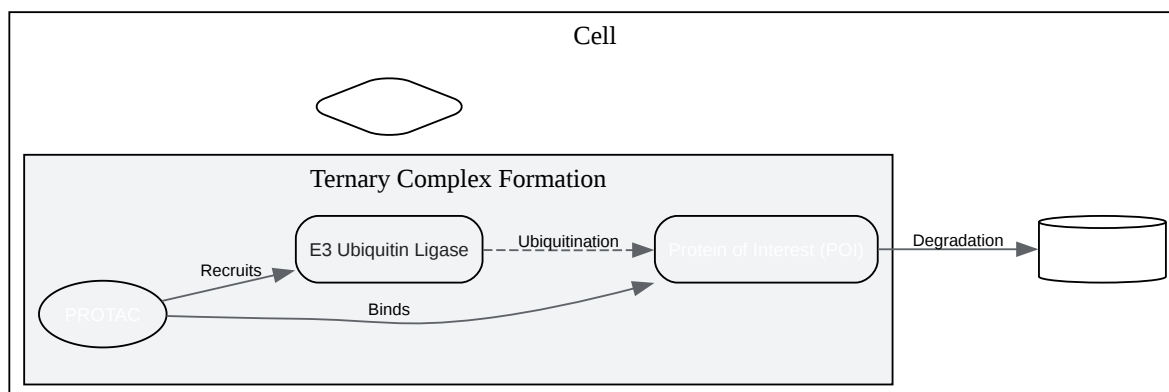 Cell
Ternary Complex Formation
E3 Ubiquitin Ligase
Ubiquitination
Protein of Interest (POI)
Degradation
Recruits
PROTAC
Binds